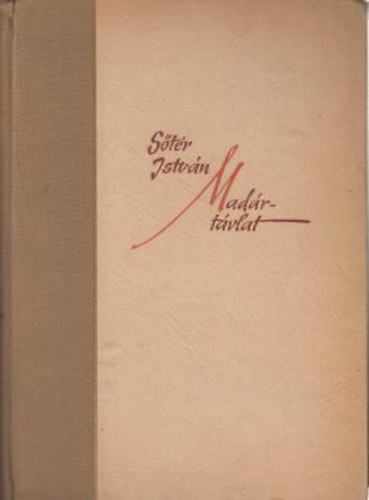 Sőtér
István
Madár-
távlat